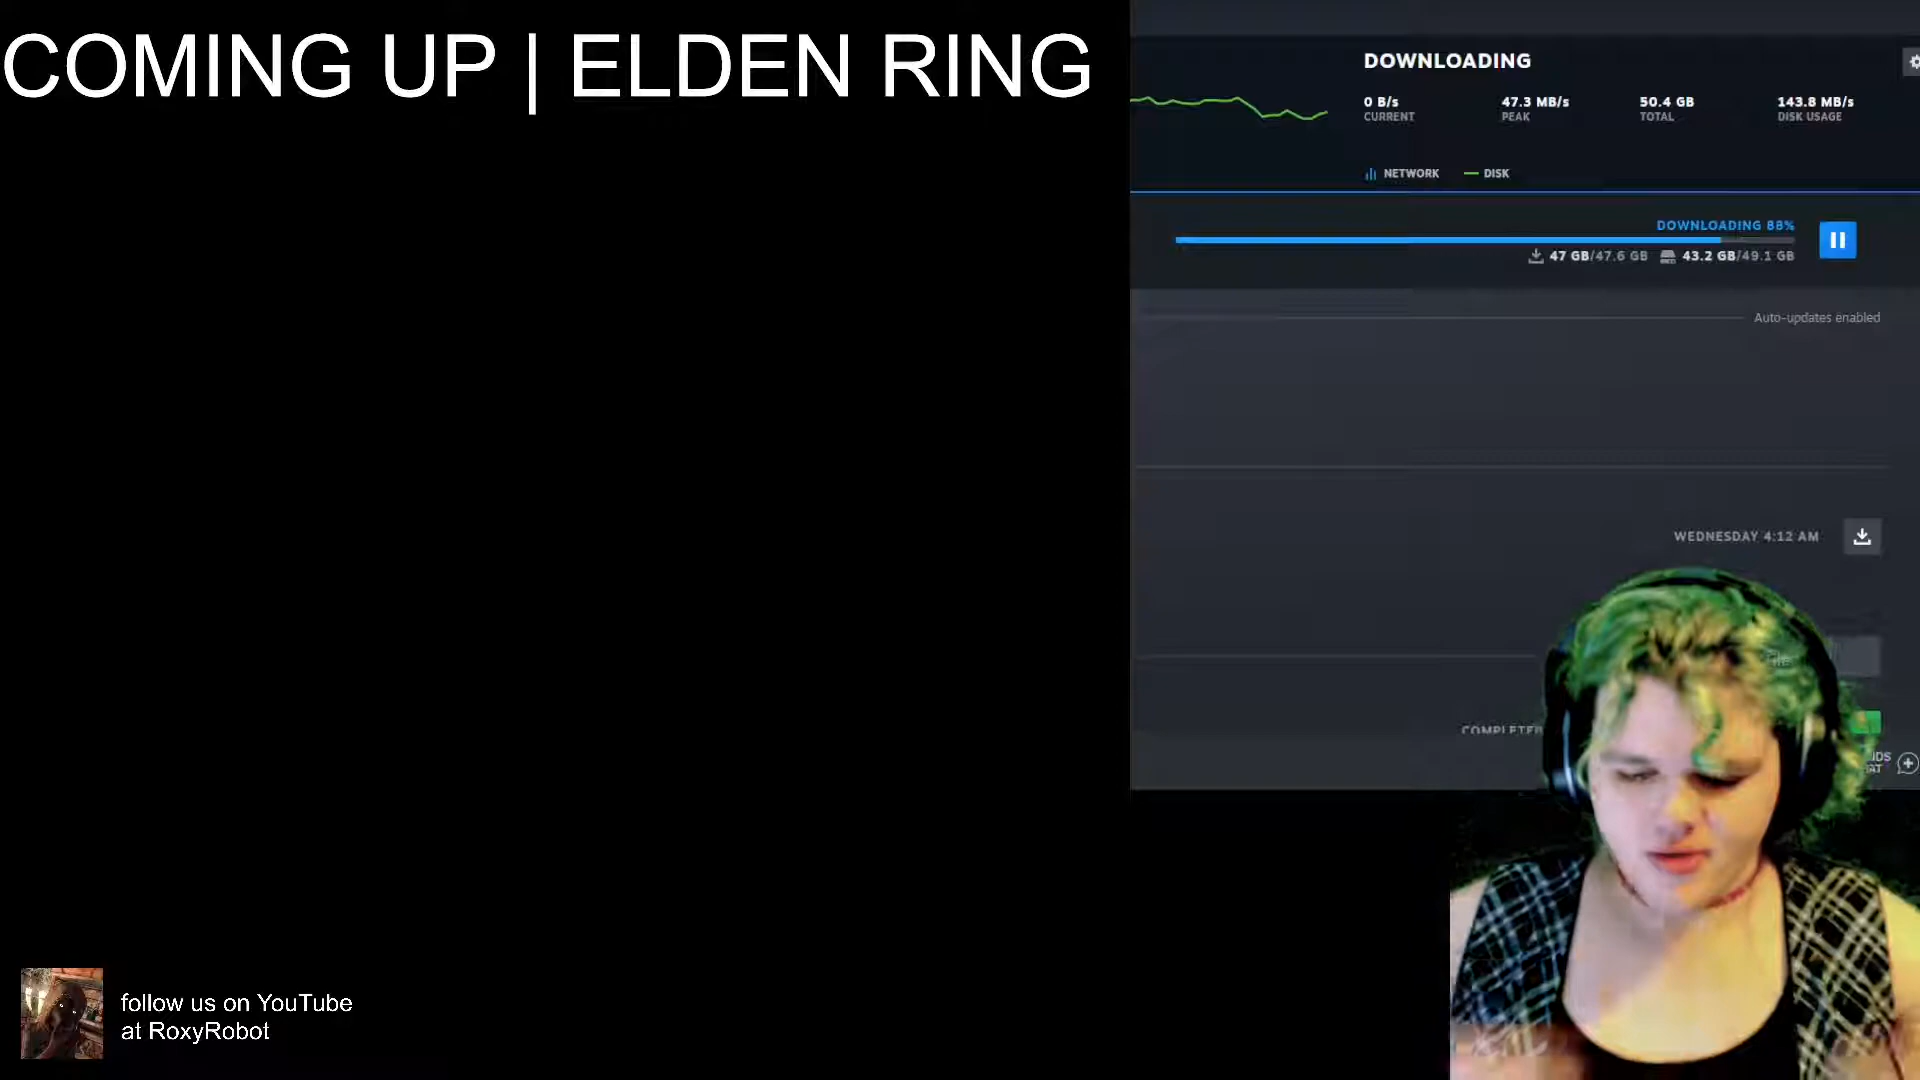 COMING UP | ELDEN RING
DOWNLOADING
0 B/s 47.3 MB/s 50.4 GB 143.8 MB/s
CURRENT PEAK TOTAL DISK USAGE
NETWORK DISK
DOWNLOADING 88%
47 GB/47.6 GB 43.2 GB/49.1 GB
Auto-updates enabled
WEDNESDAY 4:12 AM
COMPLETED
follow us on YouTube
at RoxyRobot